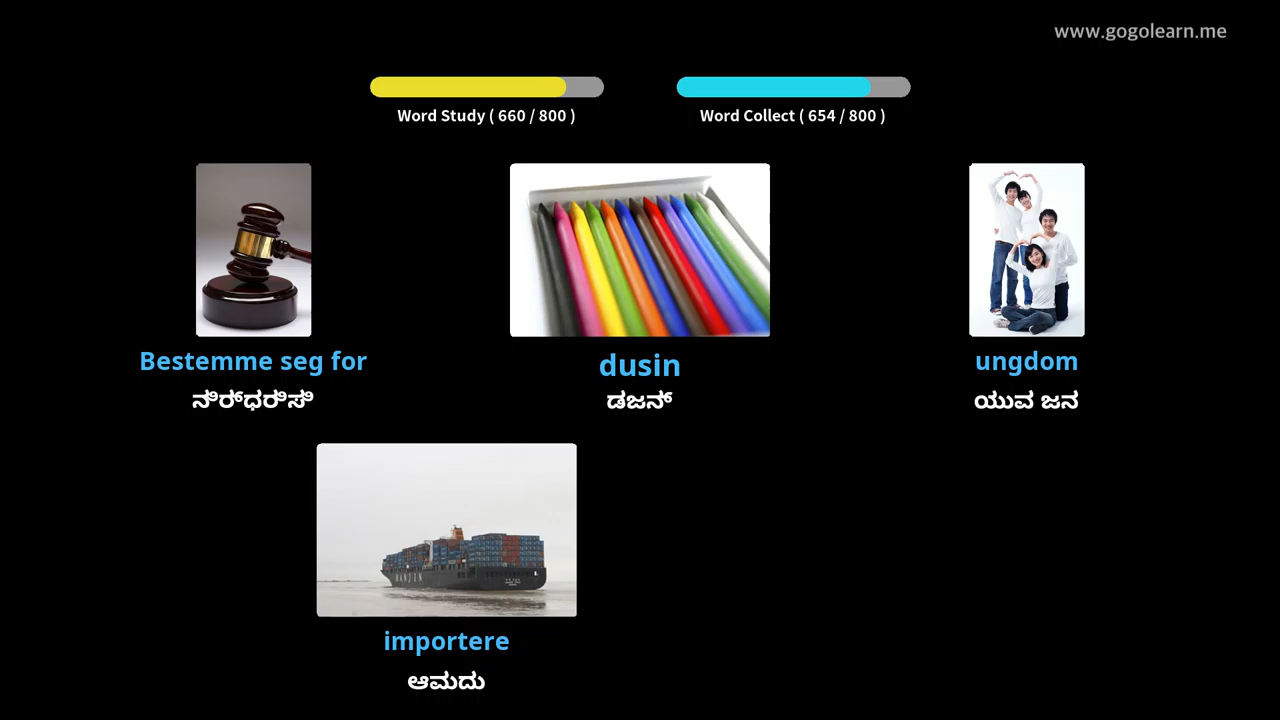 www.gogolearn.me
Word Study ( 660 / 800 )
Word Collect ( 654 / 800 )
Bestemme seg for
dusin
ungdom
ನಿರ್ಧರಿಸಿ
ಡಜನ್
ಯುವ ಜನ
HANJIN
importere
ಆಮದು